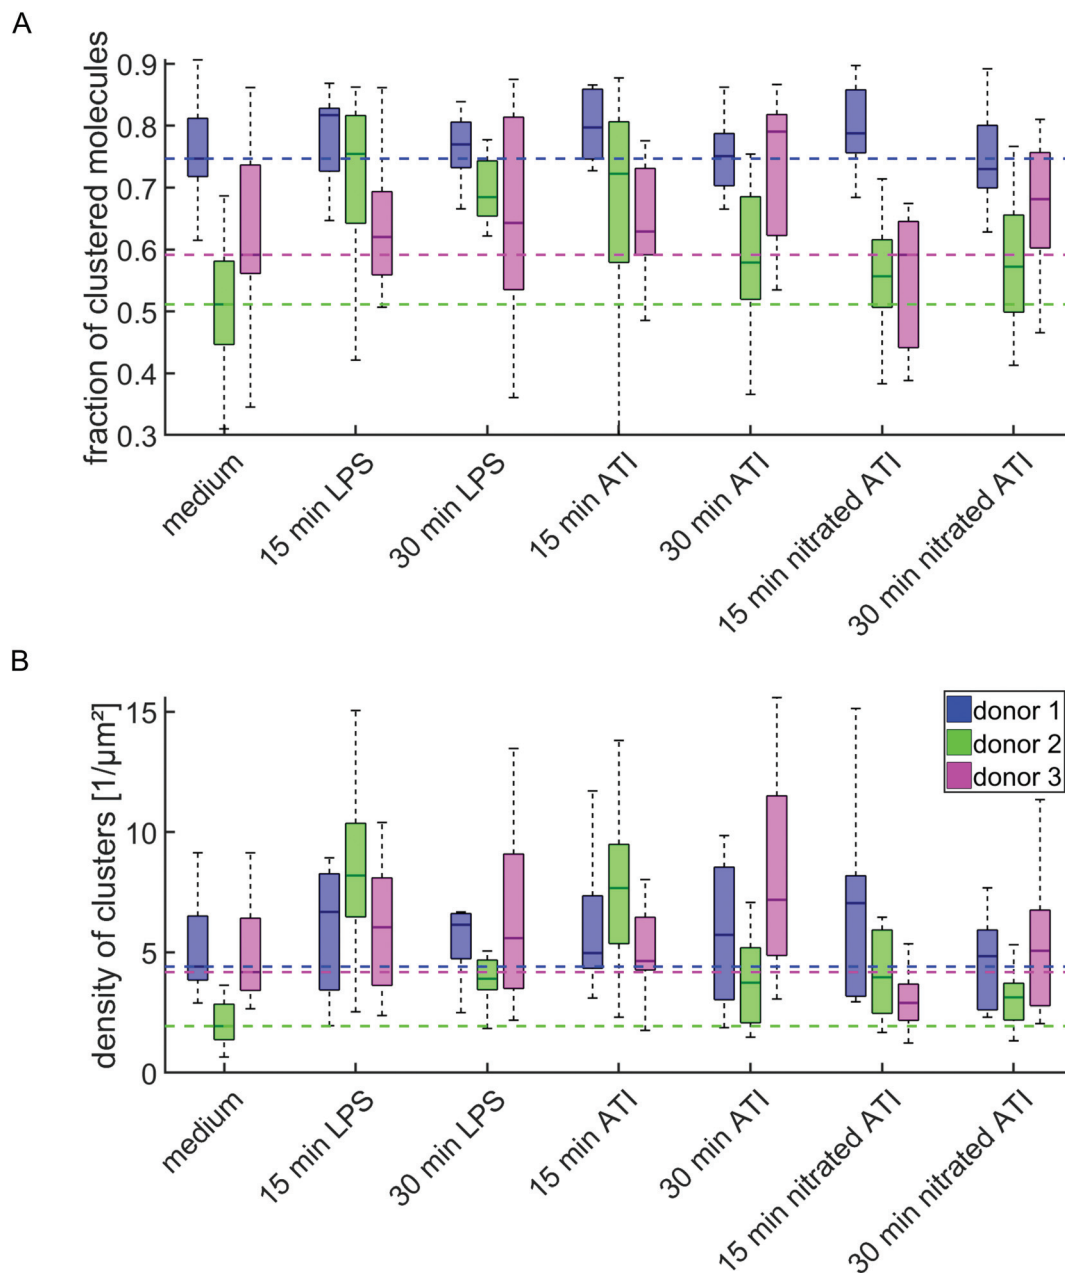 A
fraction of clustered molecules
0.9
0.8
0.7
0.6
0.5
0.4
0.3
medium
15 min LPS
30 min LPS
15 min ATI
30 min ATI
15 min nitrated ATI
30 min nitrated ATI
B
density of clusters [1/µm²]
15
10
5
0
donor 1
donor 2
donor 3
medium
15 min LPS
30 min LPS
15 min ATI
30 min ATI
15 min nitrated ATI
30 min nitrated ATI